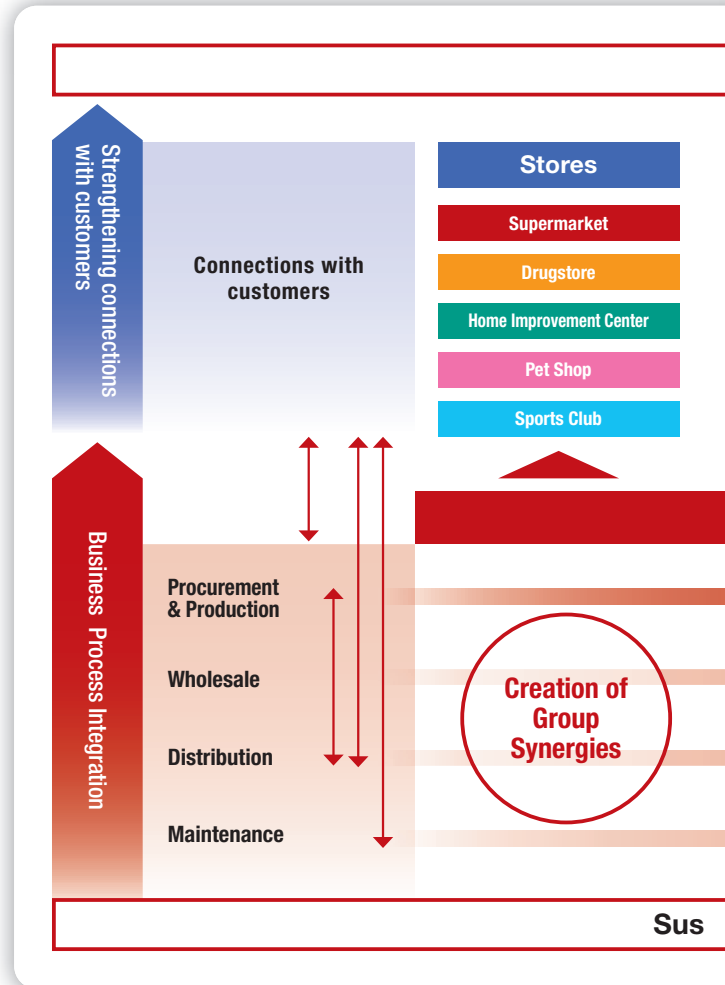 Strengthening connections
with customers
Connections with
customers
Stores
Supermarket
Drugstore
Home Improvement Center
Pet Shop
Sports Club
Business Process Integration
Procurement
& Production
Wholesale
Distribution
Maintenance
Creation of
Group
Synergies
Sus